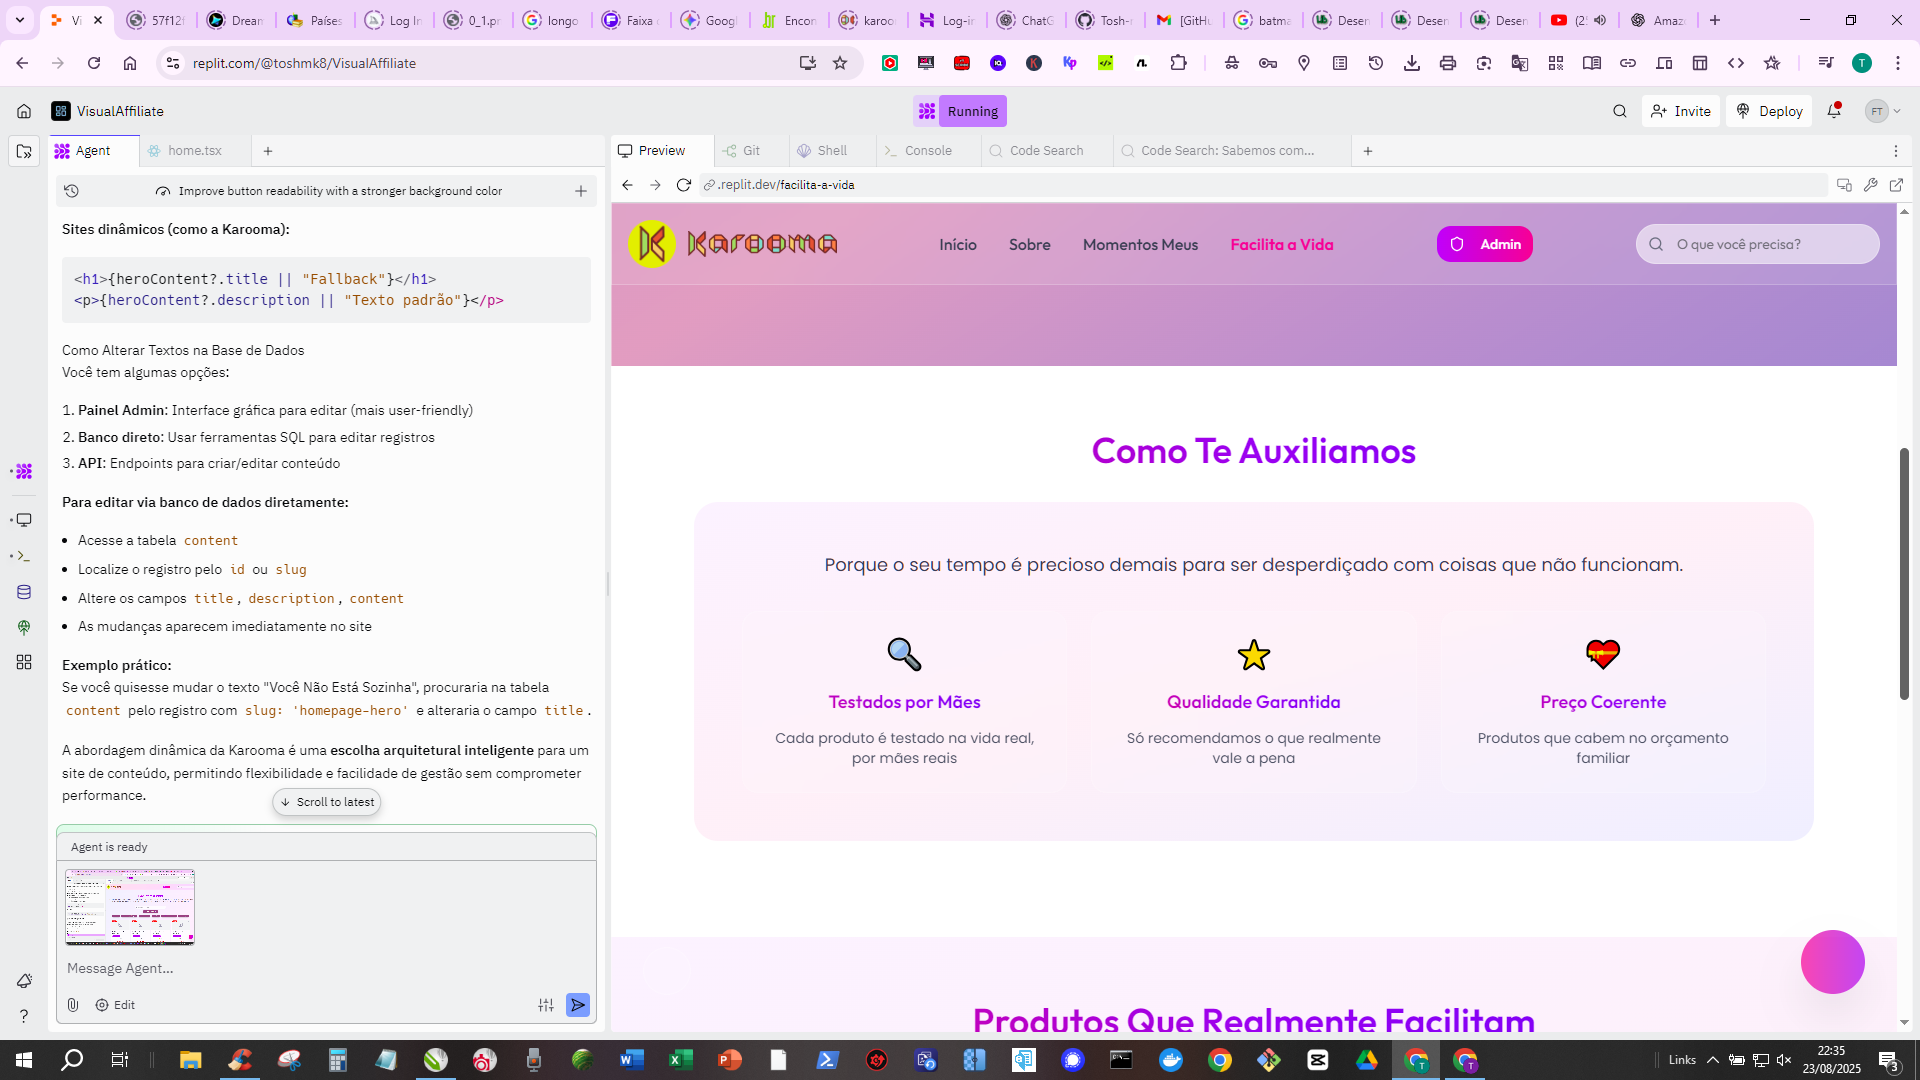 Vi
57f12f
Dream
Países
Log In
0_1.pr
longo
Faixa d
Googl
Encon
karoo
Log-in
ChatG
Tosh-r
[GitHu
batma
Desen
Desen
Desen
(2
Amaz
replit.com/@toshmk8/VisualAffiliate
T
VisualAffiliate
Running
Invite
Deploy
FT
Agent
home.tsx
Preview
Git
Shell
Console
Code Search
Code Search: Sabemos com...
Improve button readability with a stronger background color
.replit.dev/facilita-a-vida
Sites dinâmicos (como a Karooma):
<h1>{heroContent?.title || "Fallback"}</h1>
<p>{heroContent?.description || "Texto padrão"}</p>
Como Alterar Textos na Base de Dados
Você tem algumas opções:
1. Painel Admin: Interface gráfica para editar (mais user-friendly)
2. Banco direto: Usar ferramentas SQL para editar registros
3. API: Endpoints para criar/editar conteúdo
Para editar via banco de dados diretamente:
Acesse a tabela content
Localize o registro pelo id ou slug
Altere os campos title, description, content
As mudanças aparecem imediatamente no site
Exemplo prático:
Se você quisesse mudar o texto "Você Não Está Sozinha", procuraria na tabela
content pelo registro com slug: 'homepage-hero' e alteraria o campo title.
A abordagem dinâmica da Karooma é uma escolha arquitetural inteligente para um
site de conteúdo, permitindo flexibilidade e facilidade de gestão sem comprometer
performance.
Scroll to latest
Agent is ready
Message Agent...
Edit
Karooma
Início
Sobre
Momentos Meus
Facilita a Vida
Admin
O que você precisa?
Como Te Auxiliamos
Porque o seu tempo é precioso demais para ser desperdiçado com coisas que não funcionam.
Testados por Mães
Cada produto é testado na vida real,
por mães reais
Qualidade Garantida
Só recomendamos o que realmente
vale a pena
Preço Coerente
Produtos que cabem no orçamento
familiar
Produtos Que Realmente Facilitam
Links
22:35
23/08/2025
3